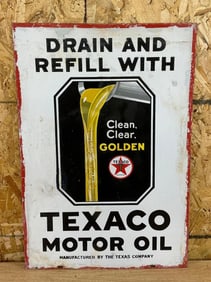 DRAIN AND
REFILL WITH
Clean,
Clear,
GOLDEN
TEXACO
TEXACO
MOTOR OIL
MANUFACTURED BY THE TEXAS COMPANY